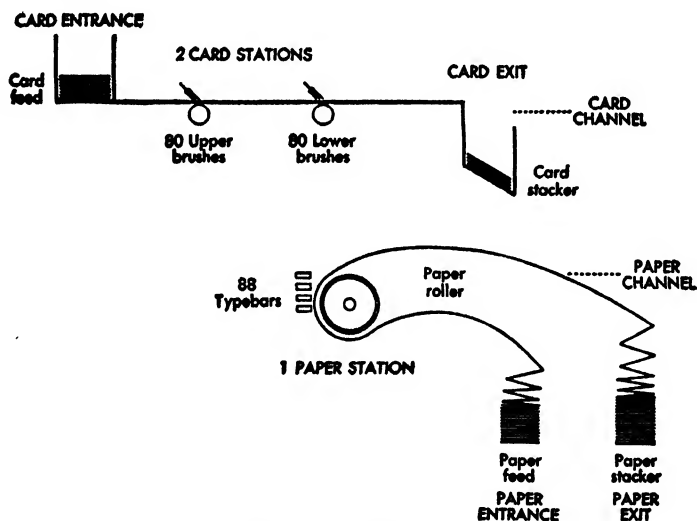 CARD ENTRANCE
2 CARD STATIONS
Card
feed
CARD EXIT
CARD
CHANNEL
80 Upper
brushes
80 Lower
brushes
Card
stacker
88
Typebars
Paper
roller
PAPER
CHANNEL
1 PAPER STATION
Paper
feed
PAPER
ENTRANCE
Paper
stacker
PAPER
EXIT